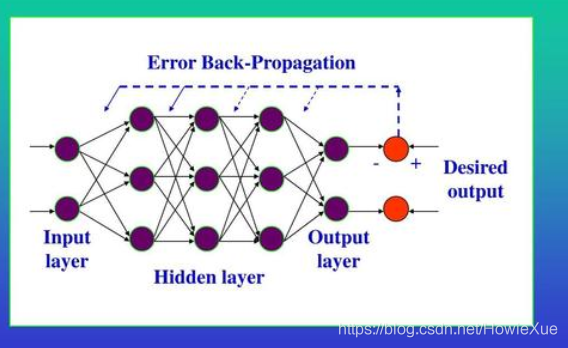 Error Back-Propagation
-
+
Desired
output
Input
layer
Output
layer
Hidden layer
https://blog.csdn.net/HowieXue